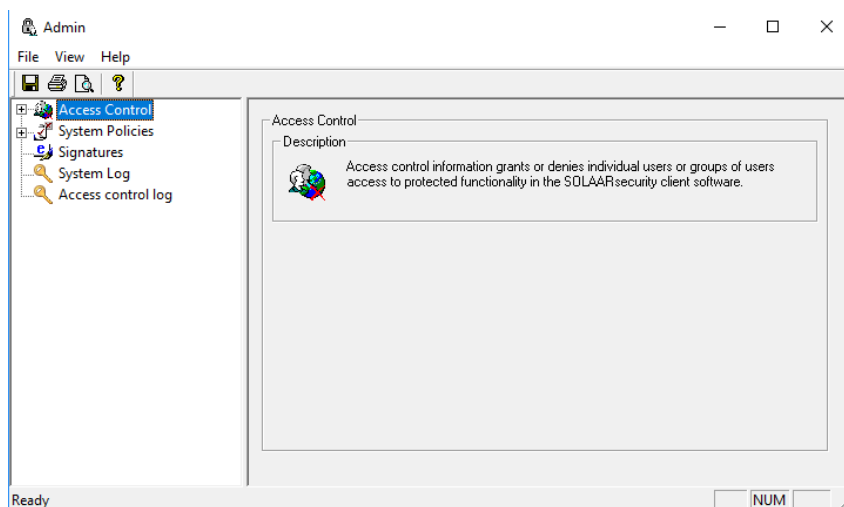 Admin
File View Help
Access Control
System Policies
Signatures
System Log
Access control log
Access Control
Description
Access control information grants or denies individual users or groups of users
access to protected functionality in the SOLAARsecurity client software.
Ready
NUM